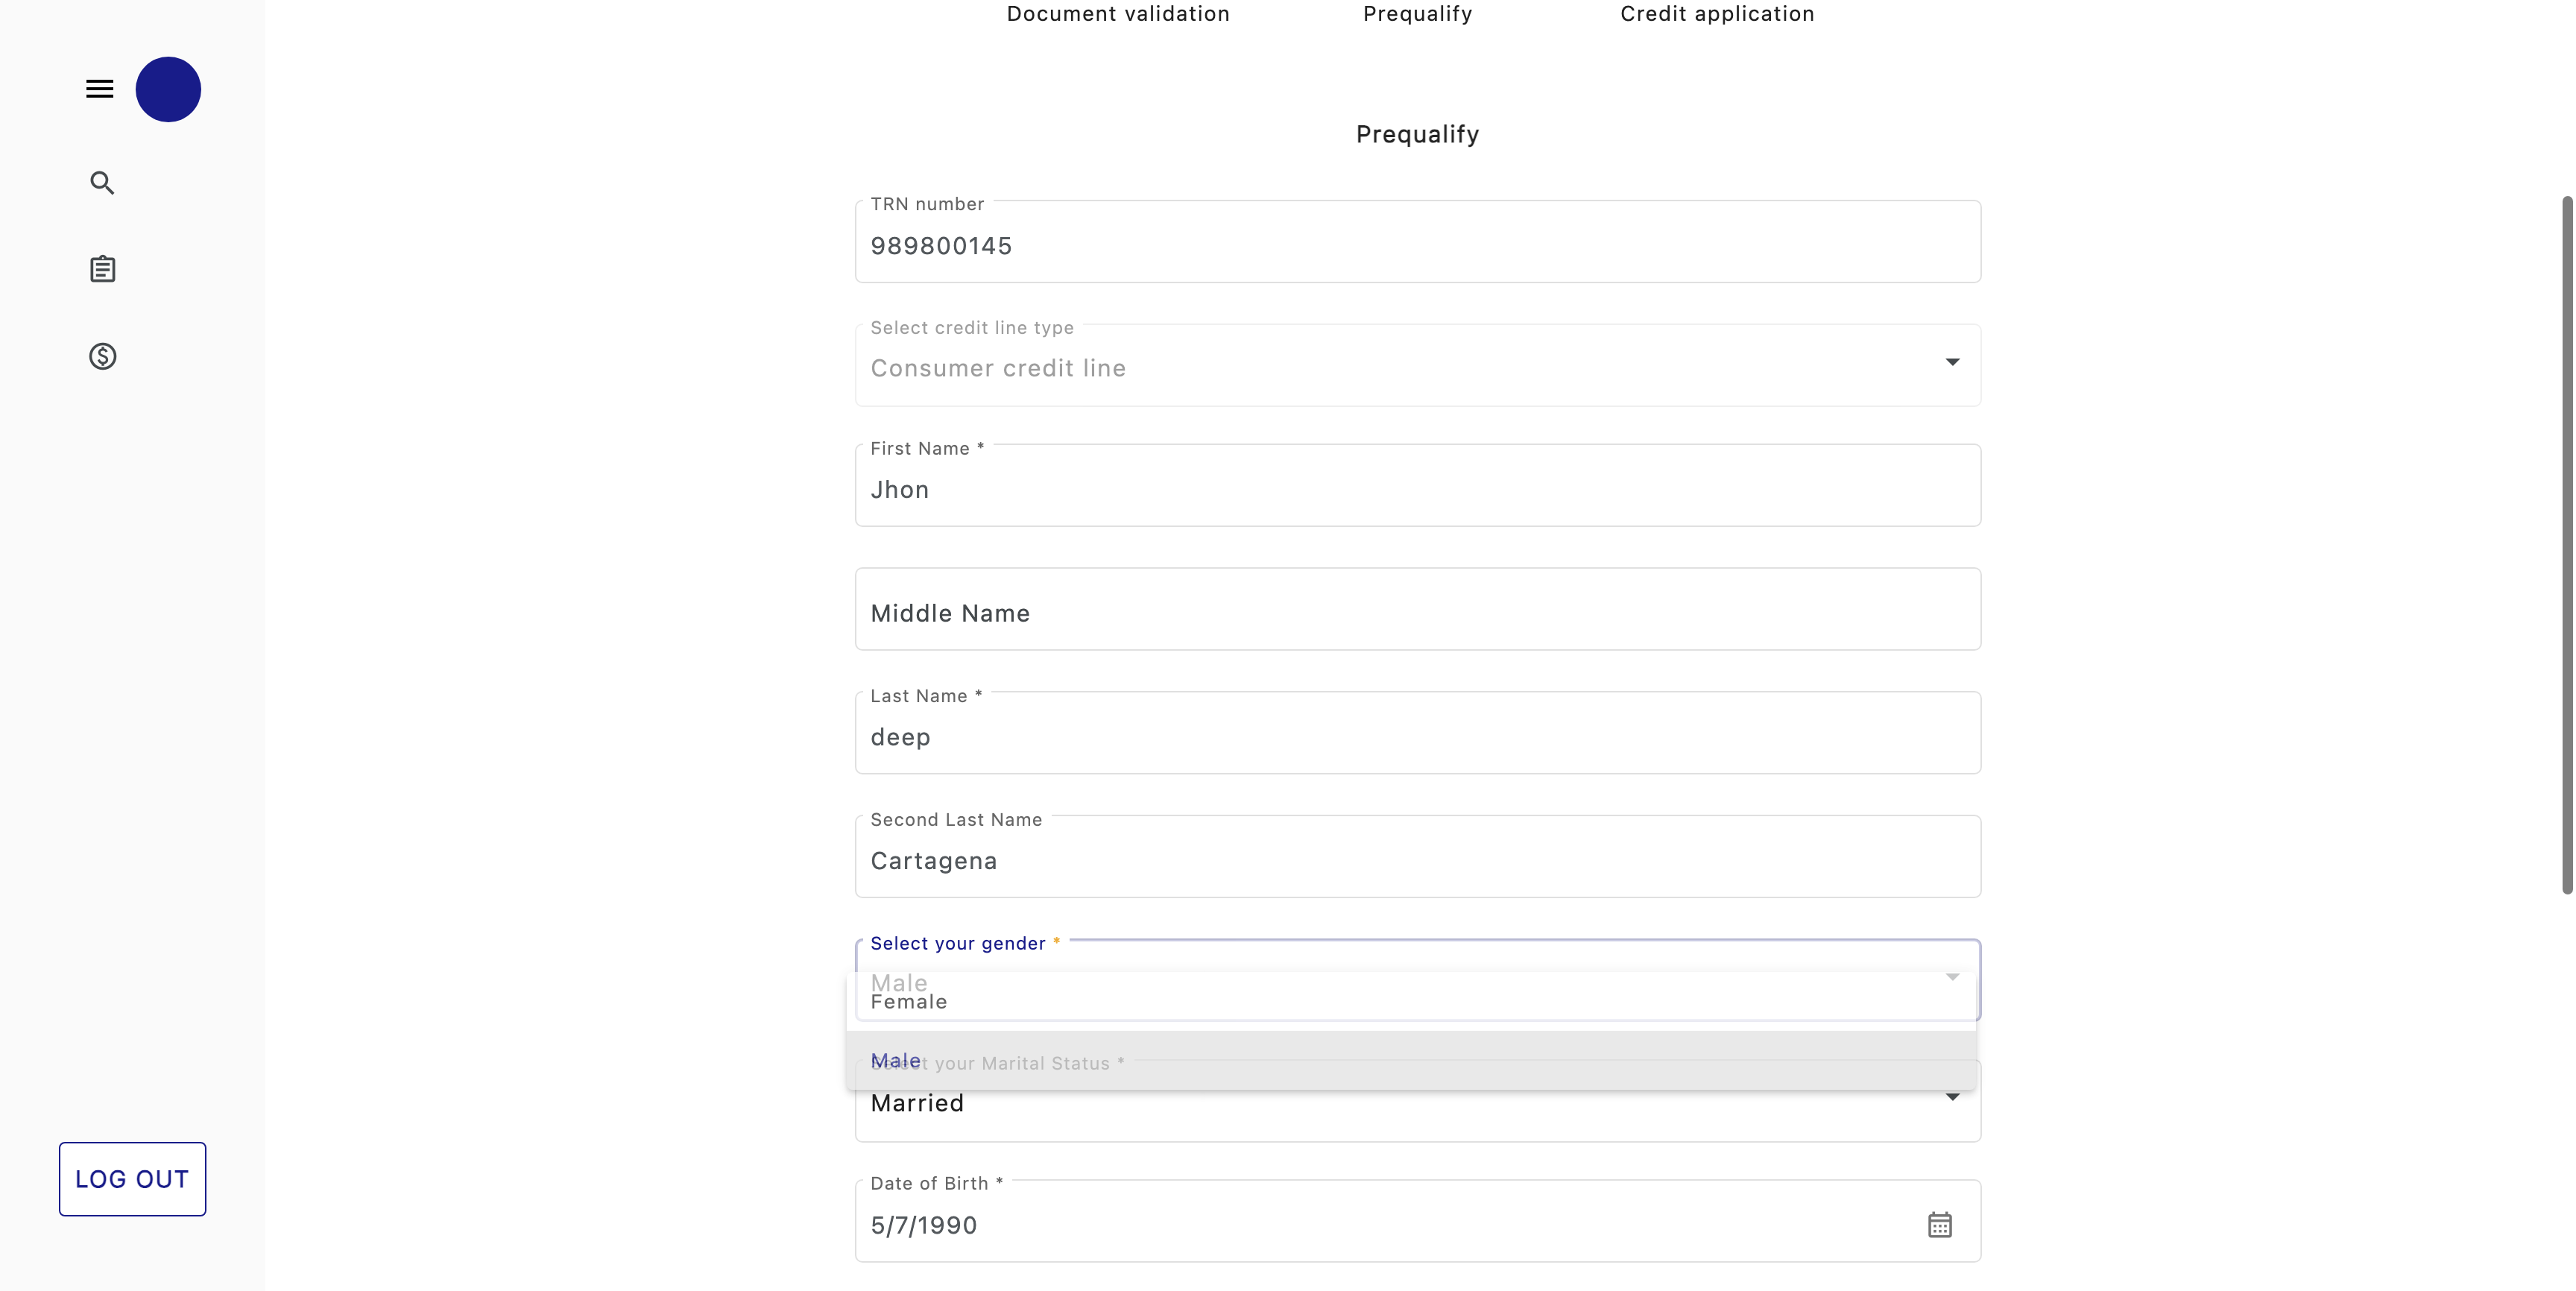 Document validation
Prequalify
Credit application
Prequalify
TRN number
989800145
Select credit line type
Consumer credit line
First Name *
Jhon
Middle Name
Last Name *
deep
Second Last Name
Cartagena
Select your gender *
Male
Female
Male
Select your Marital Status *
Married
Date of Birth *
5/7/1990
LOG OUT